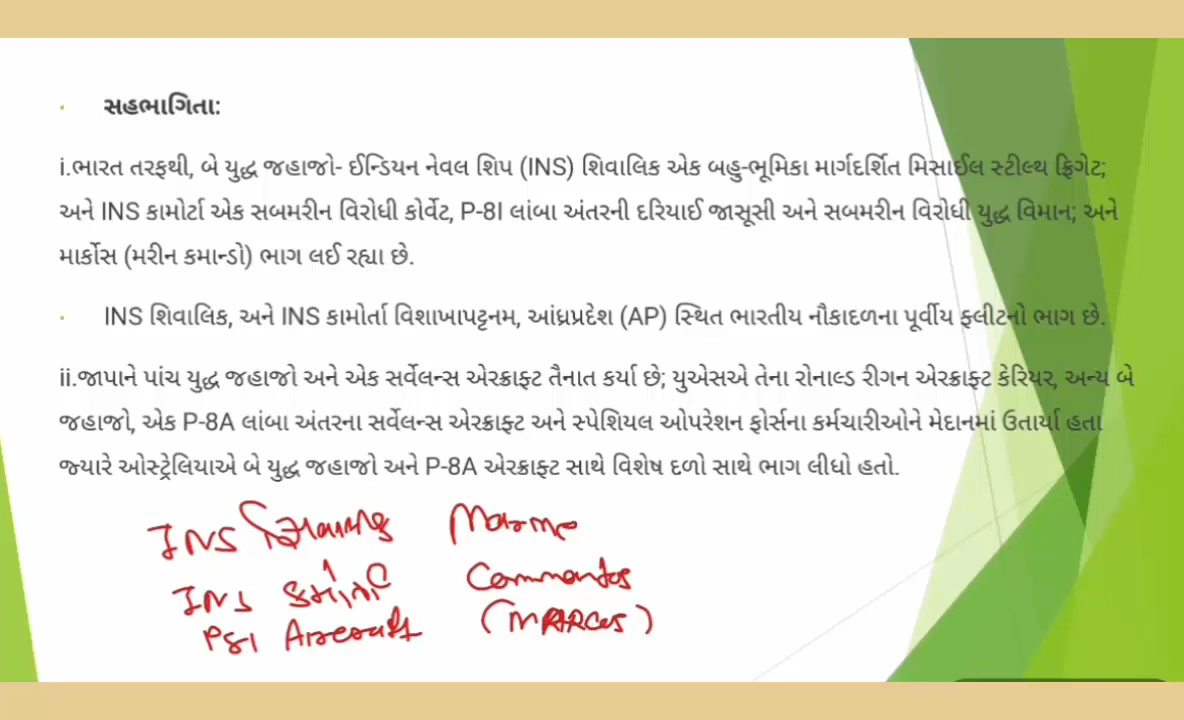 સહભાગિતા:
i.ભારત તરફથી, બે યુદ્ધ જહાજો- ઈન્ડિયન નેવલ શિપ (INS) શિવાલિક એક બહુ-ભૂમિકા માર્ગદર્શિત મિસાઈલ સ્ટીલ્થ ફ્રિગેટ;
અને INS કામોર્ટા એક સબમરીન વિરોધી કોર્વેટ, P-8I લાંબા અંતરની દરિયાઈ જાસૂસી અને સબમરીન વિરોધી યુદ્ધ વિમાન; અને
માર્કોસ (મરીન કમાન્ડો) ભાગ લઈ રહ્યા છે.
INS શિવાલિક, અને INS કામોર્તા વિશાખાપટ્ટનમ, આંધ્રપ્રદેશ (AP) સ્થિત ભારતીય નૌકાદળના પૂર્વીય ફ્લીટનો ભાગ છે.
ii.જાપાને પાંચ યુદ્ધ જહાજો અને એક સર્વેલન્સ એરક્રાફ્ટ તૈનાત કર્યા છે; યુએસએ તેના રોનાલ્ડ રીગન એરક્રાફ્ટ કેરિયર, અન્ય બે
જહાજો, એક P-8A લાંબા અંતરના સર્વેલન્સ એરક્રાફ્ટ અને સ્પેશિયલ ઓપરેશન ફોર્સના કર્મચારીઓને મેદાનમાં ઉતાર્યા હતા
જ્યારે ઓસ્ટ્રેલિયાએ બે યુદ્ધ જહાજો અને P-8A એરક્રાફ્ટ સાથે વિશેષ દળો સાથે ભાગ લીધો હતો.
INS શિવાલીક Marine
INS કમોર્તા Commandos
P8I Aircraft (MARCOS)